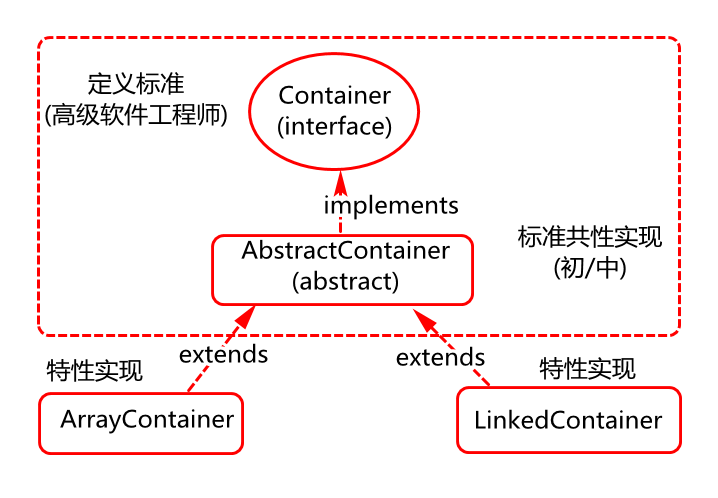 定义标准
(高级软件工程师)
Container
(interface)
implements
AbstractContainer
(abstract)
标准共性实现
(初/中)
extends
extends
特性实现
特性实现
ArrayContainer
LinkedContainer